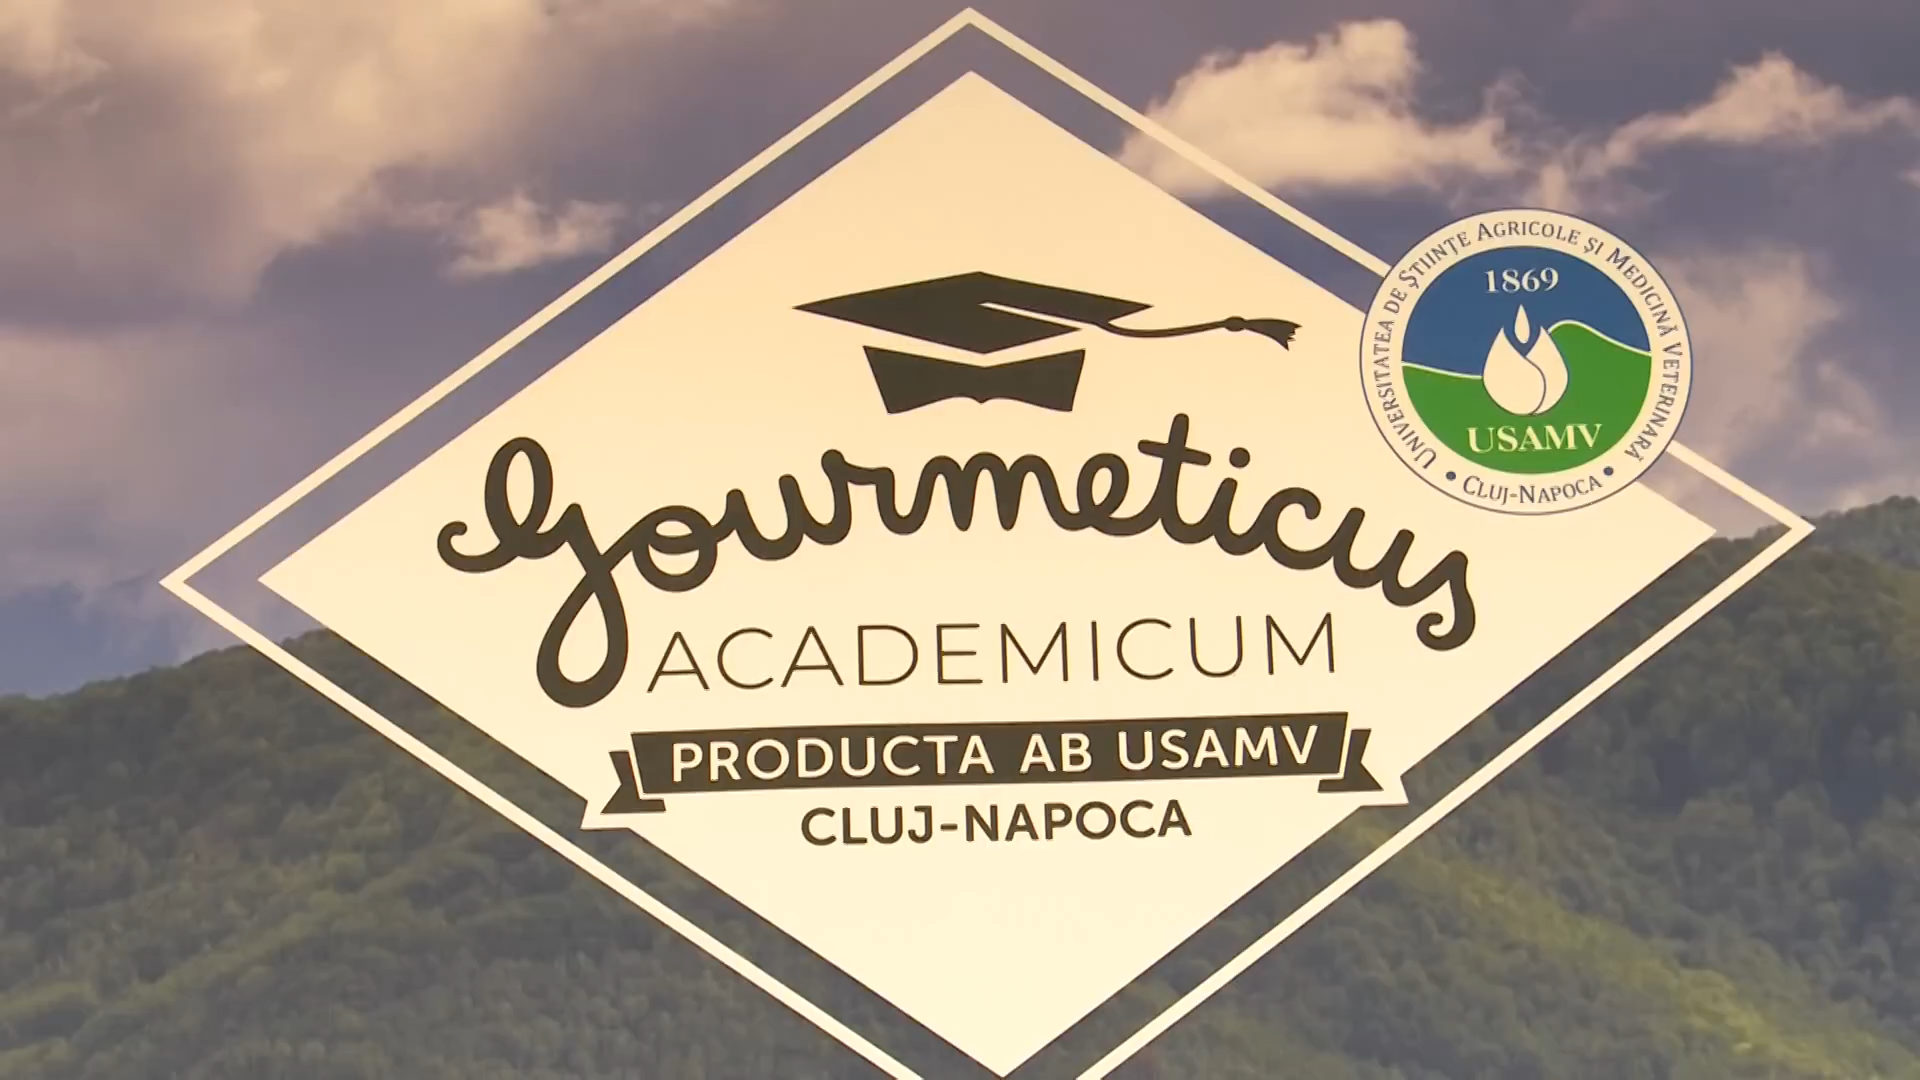 Gourmeticus
ACADEMICUM
PRODUCTA AB USAMV
CLUJ-NAPOCA
UNIVERSITATEA DE ȘTIINȚE AGRICOLE ȘI MEDICINĂ VETERINARĂ
1869
USAMV
• CLUJ-NAPOCA •